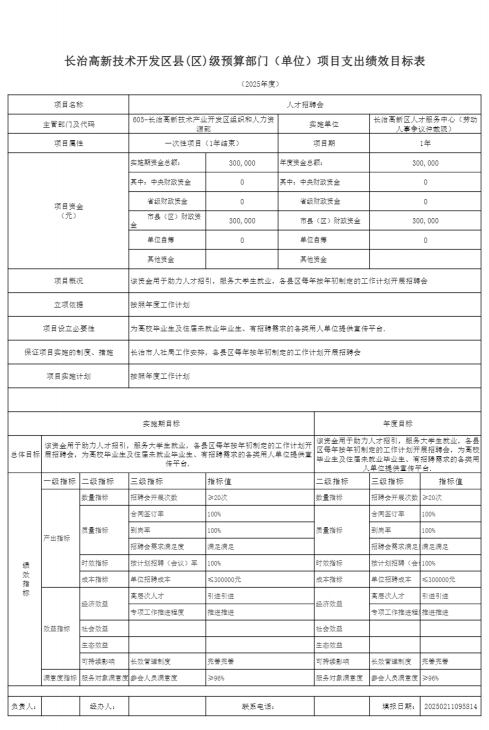 长治高新技术开发区县(区)级预算部门（单位）项目支出绩效目标表
（2025年度）
项目名称 人才招聘会
主管部门及代码 603-长治高新技术产业开发区组织和人力资源部 实施单位 长治高新区人才服务中心（劳动人事争议仲裁院）
项目属性 一次性项目（1年结束） 项目期 1年
项目资金（元） 实施期资金总额： 300,000 年度资金总额： 300,000
其中：中央财政资金 0 其中：中央财政资金 0
省级财政资金 0 省级财政资金 0
市县（区）财政资金 300,000 市县（区）财政资金 300,000
单位自筹 0 单位自筹 0
其他资金 其他资金
项目概况 该资金用于助力人才招引，服务大学生就业，各县区每年按年初制定的工作计划开展招聘会
立项依据 按照年度工作计划
项目设立必要性 为高校毕业生及往届未就业毕业生、有招聘需求的各类用人单位提供宣传平台.
保证项目实施的制度、措施 长治市人社局工作安排，各县区每年按年初制定的工作计划开展招聘会
项目实施计划 按照年度工作计划
实施期目标 年度目标
总体目标 该资金用于助力人才招引，服务大学生就业，各县区每年按年初制定的工作计划开展招聘会，为高校毕业生及往届未就业毕业生、有招聘需求的各类用人单位提供宣传平台. 该资金用于助力人才招引，服务大学生就业，各县区每年按年初制定的工作计划开展招聘会，为高校毕业生及往届未就业毕业生、有招聘需求的各类用人单位提供宣传平台.
绩效指标 一级指标 二级指标 三级指标 指标值 二级指标 三级指标 指标值
产出指标 数量指标 招聘会开展次数 ≥20次 数量指标 招聘会开展次数 ≥20次
质量指标 合同签订率 100% 质量指标 合同签订率 100%
到岗率 100% 到岗率 100%
招聘会需求满足度 满足满足 招聘会需求满足 满足满足
时效指标 按计划招聘（会议）率 100% 时效指标 按计划招聘（会 100%
成本指标 单位招聘成本 ≤300000元 成本指标 单位招聘成本 ≤300000元
效益指标 经济效益 高层次人才 引进引进 经济效益 高层次人才 引进引进
专项工作推进程度 推进推进 专项工作推进程 推进推进
社会效益 社会效益
生态效益 生态效益
可持续影响 长效管理制度 完善完善 可持续影响 长效管理制度 完善完善
满意度指标 服务对象满意度 参会人员满意度 ≥96% 服务对象满意度 参会人员满意度 ≥96%
负责人： 经办人： 联系电话： 填报日期： 20250211095814